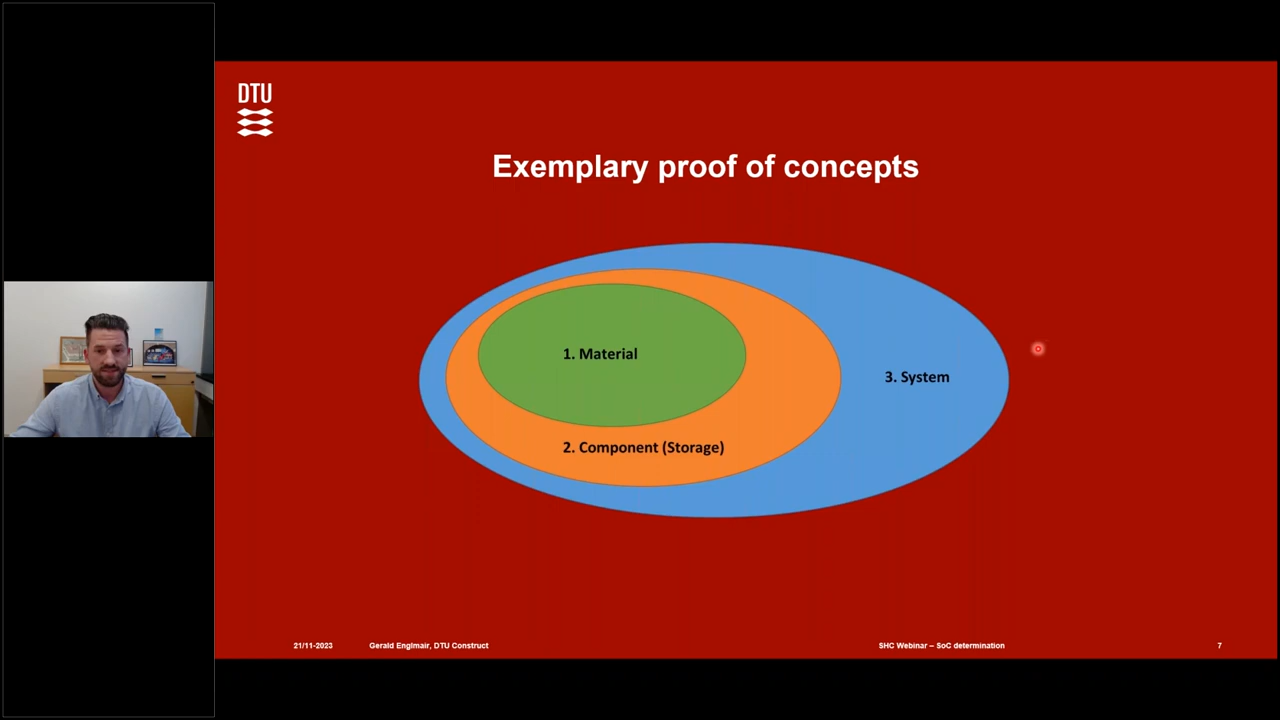 DTU
Exemplary proof of concepts
1. Material
3. System
2. Component (Storage)
21/11-2023 Gerald Englmair, DTU Construct SHC Webinar – SoC determination 7